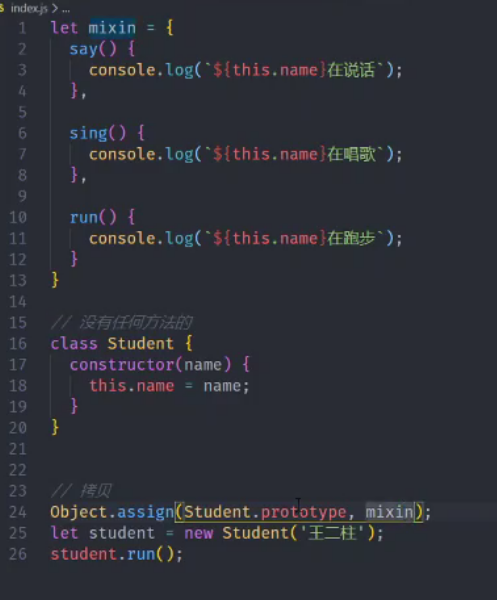 index.js > ...
1 let mixin = {
2 say() {
3 console.log(`${this.name}在说话`);
4 },
5
6 sing() {
7 console.log(`${this.name}在唱歌`);
8 },
9
10 run() {
11 console.log(`${this.name}在跑步`);
12 }
13 }
14
15 // 没有任何方法的
16 class Student {
17 constructor(name) {
18 this.name = name;
19 }
20 }
21
22
23 // 拷贝
24 Object.assign(Student.prototype, mixin);
25 let student = new Student('王二柱');
26 student.run();